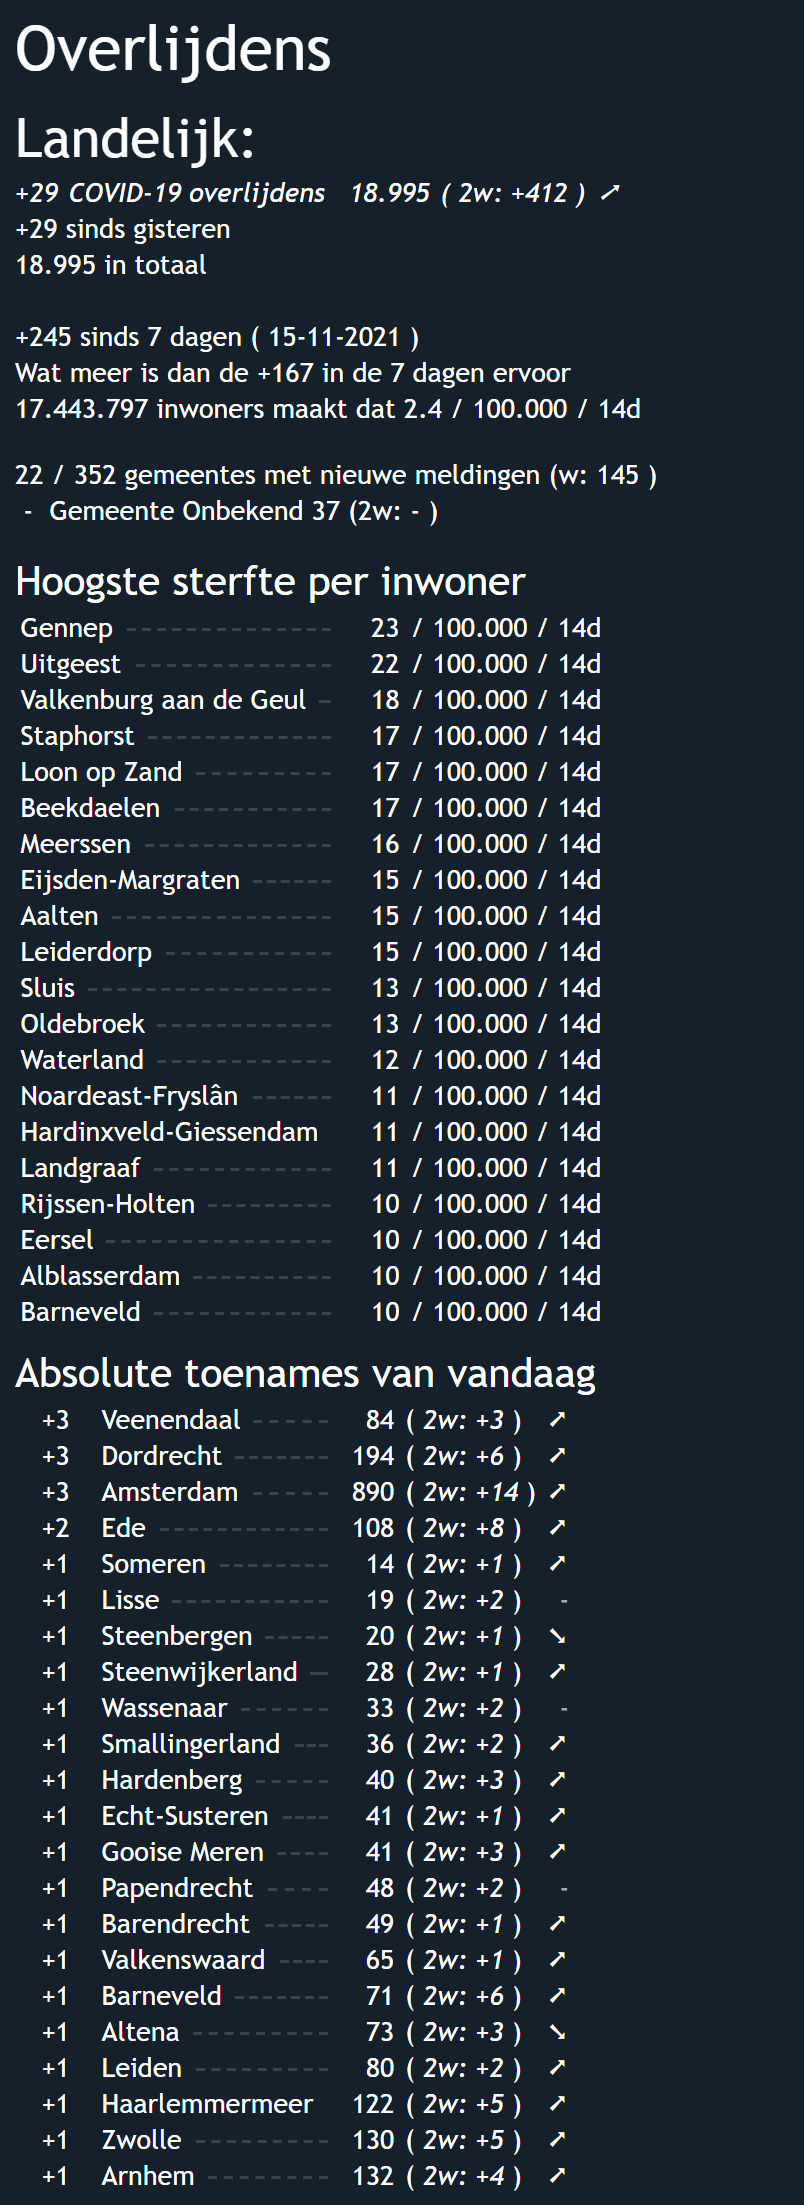 Overlijdens
Landelijk:
+29 COVID-19 overlijdens 18.995 ( 2w: +412 ) ➚
+29 sinds gisteren
18.995 in totaal
+245 sinds 7 dagen ( 15-11-2021 )
Wat meer is dan de +167 in de 7 dagen ervoor
17.443.797 inwoners maakt dat 2.4 / 100.000 / 14d
22 / 352 gemeentes met nieuwe meldingen (w: 145 )
- Gemeente Onbekend 37 (2w: - )
Hoogste sterfte per inwoner
Gennep -------------- 23 / 100.000 / 14d
Uitgeest ------------- 22 / 100.000 / 14d
Valkenburg aan de Geul - 18 / 100.000 / 14d
Staphorst ------------- 17 / 100.000 / 14d
Loon op Zand --------- 17 / 100.000 / 14d
Beekdaelen ----------- 17 / 100.000 / 14d
Meerssen ------------- 16 / 100.000 / 14d
Eijsden-Margraten ------ 15 / 100.000 / 14d
Aalten --------------- 15 / 100.000 / 14d
Leiderdorp ----------- 15 / 100.000 / 14d
Sluis ----------------- 13 / 100.000 / 14d
Oldebroek ------------ 13 / 100.000 / 14d
Waterland ------------ 12 / 100.000 / 14d
Noardeast-Fryslân ------ 11 / 100.000 / 14d
Hardinxveld-Giessendam 11 / 100.000 / 14d
Landgraaf ------------ 11 / 100.000 / 14d
Rijssen-Holten --------- 10 / 100.000 / 14d
Eersel --------------- 10 / 100.000 / 14d
Alblasserdam ---------- 10 / 100.000 / 14d
Barneveld ------------ 10 / 100.000 / 14d
Absolute toenames van vandaag
+3 Veenendaal ----- 84 ( 2w: +3 ) ➚
+3 Dordrecht ------- 194 ( 2w: +6 ) ➚
+3 Amsterdam ----- 890 ( 2w: +14 ) ➚
+2 Ede ------------ 108 ( 2w: +8 ) ➚
+1 Someren -------- 14 ( 2w: +1 ) ➚
+1 Lisse ----------- 19 ( 2w: +2 ) -
+1 Steenbergen ----- 20 ( 2w: +1 ) ➘
+1 Steenwijkerland -- 28 ( 2w: +1 ) ➚
+1 Wassenaar ------- 33 ( 2w: +2 ) -
+1 Smallingerland --- 36 ( 2w: +2 ) ➚
+1 Hardenberg ----- 40 ( 2w: +3 ) ➚
+1 Echt-Susteren ---- 41 ( 2w: +1 ) ➚
+1 Gooise Meren ---- 41 ( 2w: +3 ) ➚
+1 Papendrecht ---- 48 ( 2w: +2 ) -
+1 Barendrecht ----- 49 ( 2w: +1 ) ➚
+1 Valkenswaard ---- 65 ( 2w: +1 ) ➚
+1 Barneveld ------- 71 ( 2w: +6 ) ➚
+1 Altena --------- 73 ( 2w: +3 ) ➘
+1 Leiden --------- 80 ( 2w: +2 ) ➚
+1 Haarlemmermeer 122 ( 2w: +5 ) ➚
+1 Zwolle --------- 130 ( 2w: +5 ) ➚
+1 Arnhem -------- 132 ( 2w: +4 ) ➚